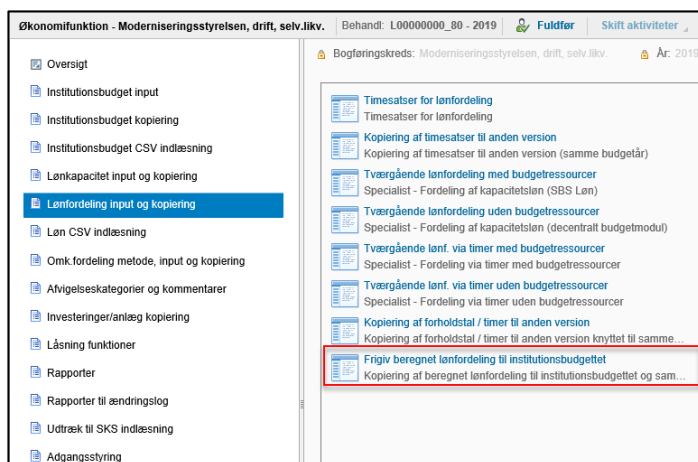 Økonomifunktion - Moderniseringsstyrelsen, drift, selv.likv. Behandl: L00000000_80 - 2019 Fuldfør Skift aktiviteter
Bogføringskreds: Moderniseringsstyrelsen, drift, selv.likv. År: 2019
Oversigt
Institutionsbudget input
Institutionsbudget kopiering
Institutionsbudget CSV indlæsning
Lønkapacitet input og kopiering
Lønfordeling input og kopiering
Løn CSV indlæsning
Omk.fordeling metode, input og kopiering
Afvigelseskategorier og kommentarer
Investeringer/anlæg kopiering
Låsning funktioner
Rapporter
Rapporter til ændringslog
Udtræk til SKS indlæsning
Adgangsstyring
Timesatser for lønfordeling
Timesatser for lønfordeling
Kopiering af timesatser til anden version
Kopiering af timesatser til anden version (samme budgetår)
Tværgående lønfordeling med budgetressourcer
Specialist - Fordeling af kapacitetsløn (SBS Løn)
Tværgående lønfordeling uden budgetressourcer
Specialist - Fordeling af kapacitetsløn (decentralt budgetmodul)
Tværgående lønf. via timer med budgetressourcer
Specialist - Fordeling via timer med budgetressourcer
Tværgående lønf. via timer uden budgetressourcer
Specialist - Fordeling via timer uden budgetressourcer
Kopiering af forholdstal / timer til anden version
Kopiering af forholdstal / timer til anden version knyttet til samme...
Frigiv beregnet lønfordeling til institutionsbudgettet
Kopiering af beregnet lønfordeling til institutionsbudgettet og sam...